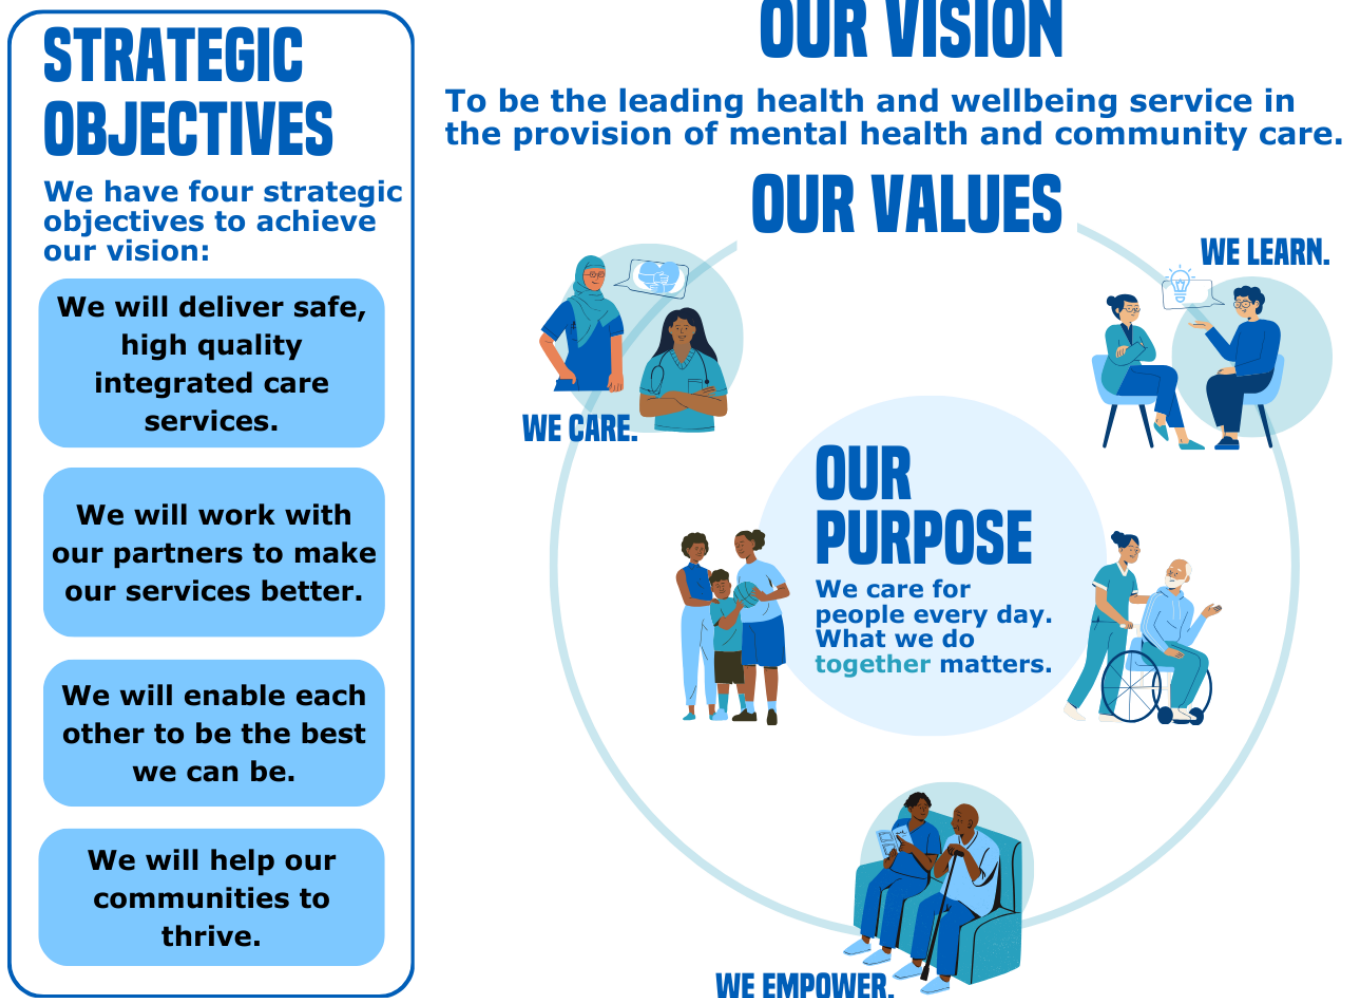 STRATEGIC
OBJECTIVES
We have four strategic
objectives to achieve
our vision:
We will deliver safe,
high quality
integrated care
services.
We will work with
our partners to make
our services better.
We will enable each
other to be the best
we can be.
We will help our
communities to
thrive.
OUR VISION
To be the leading health and wellbeing service in
the provision of mental health and community care.
OUR VALUES
WE CARE.
WE LEARN.
OUR
PURPOSE
We care for
people every day.
What we do
together matters.
WE EMPOWER.